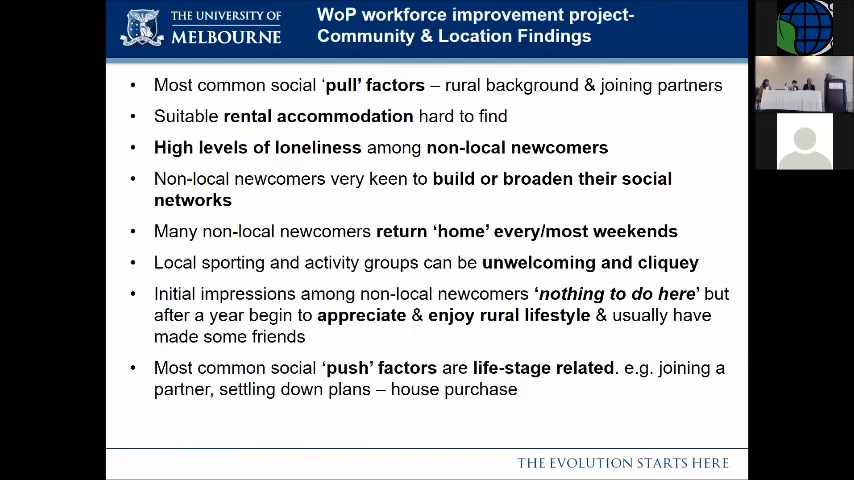 THE UNIVERSITY OF
MELBOURNE
WoP workforce improvement project-
Community & Location Findings
• Most common social ‘pull’ factors – rural background & joining partners
• Suitable rental accommodation hard to find
• High levels of loneliness among non-local newcomers
• Non-local newcomers very keen to build or broaden their social
networks
• Many non-local newcomers return ‘home’ every/most weekends
• Local sporting and activity groups can be unwelcoming and cliquey
• Initial impressions among non-local newcomers ‘nothing to do here’ but
after a year begin to appreciate & enjoy rural lifestyle & usually have
made some friends
• Most common social ‘push’ factors are life-stage related. e.g. joining a
partner, settling down plans – house purchase
THE EVOLUTION STARTS HERE